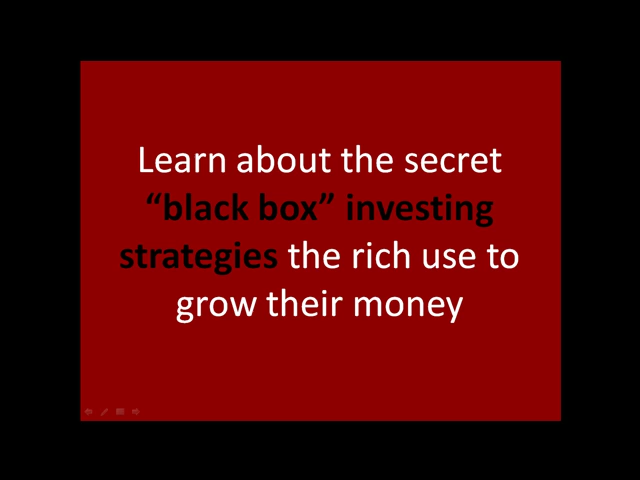 Learn about the secret
“black box” investing
strategies the rich use to
grow their money